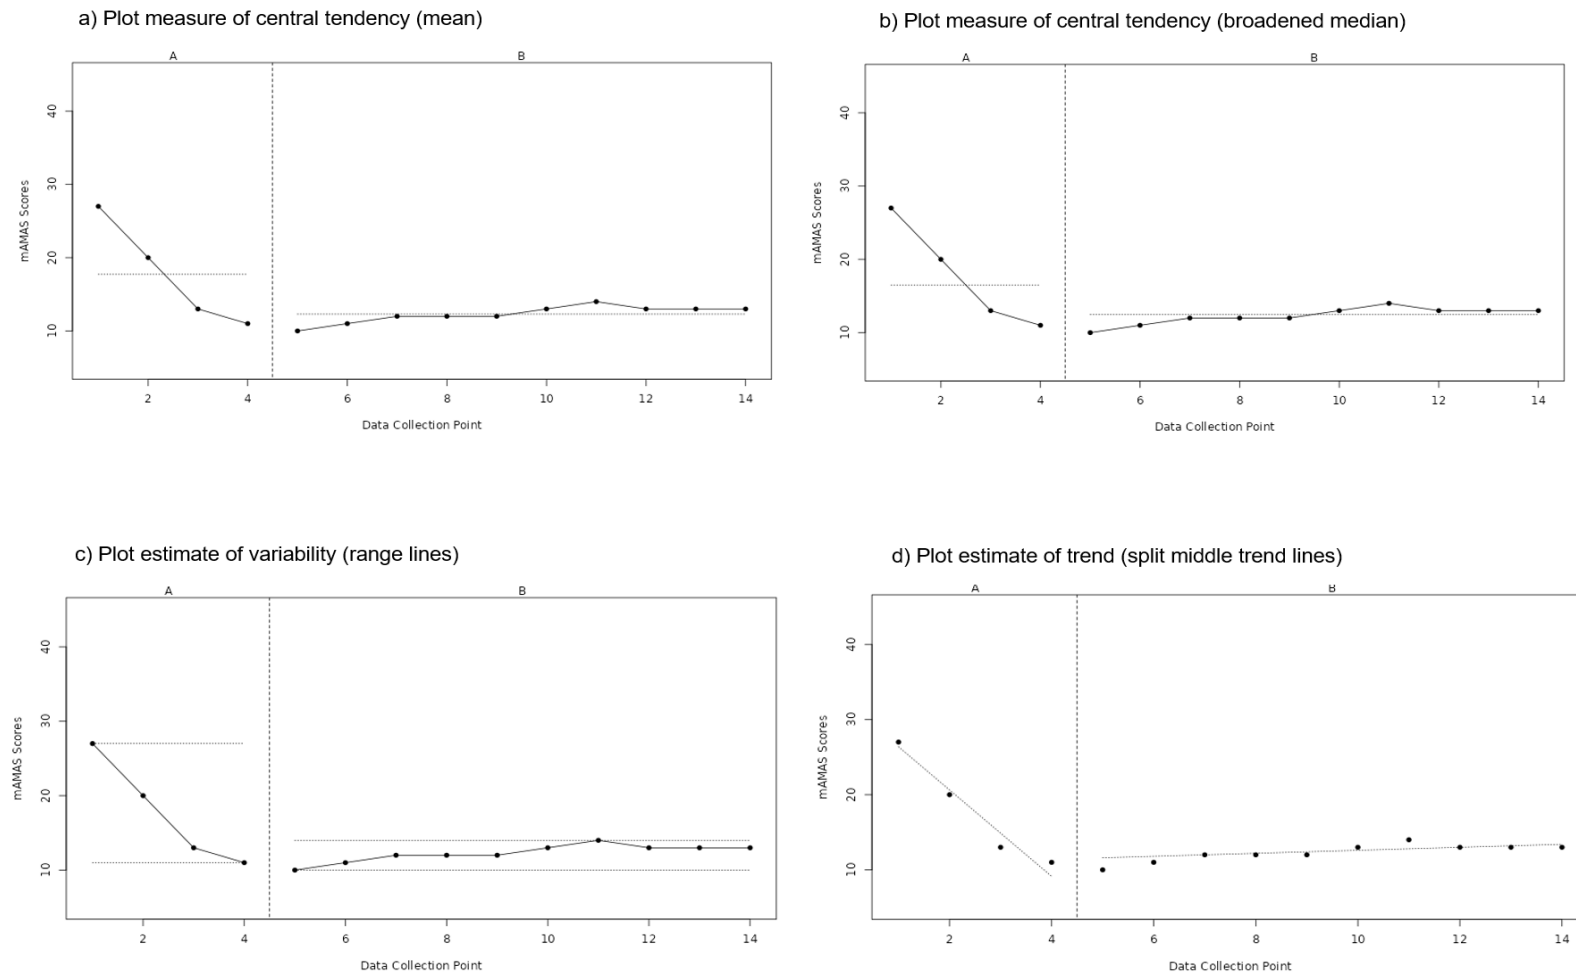 a) Plot measure of central tendency (mean)
A
B
mAMAS Scores
40
30
20
10
2
4
6
8
10
12
14
Data Collection Point
b) Plot measure of central tendency (broadened median)
A
B
mAMAS Scores
40
30
20
10
2
4
6
8
10
12
14
Data Collection Point
c) Plot estimate of variability (range lines)
A
B
mAMAS Scores
40
30
20
10
2
4
6
8
10
12
14
Data Collection Point
d) Plot estimate of trend (split middle trend lines)
A
B
mAMAS Scores
40
30
20
10
2
4
6
8
10
12
14
Data Collection Point